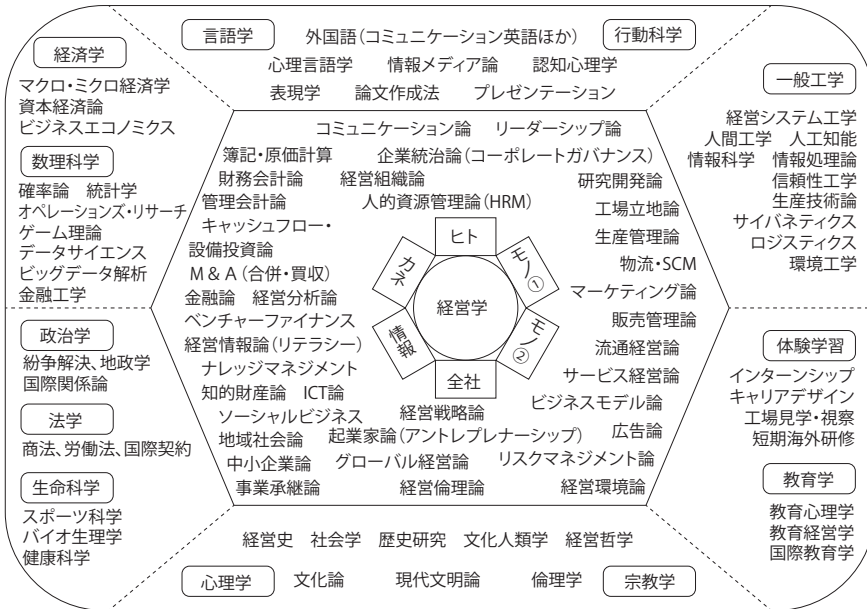 言語学 外国語（コミュニケーション英語ほか） 行動科学
心理言語学 情報メディア論 認知心理学
表現学 論文作成法 プレゼンテーション
経済学
マクロ・ミクロ経済学
資本経済論
ビジネスエコノミクス
数理科学
確率論 統計学
オペレーションズ・リサーチ
ゲーム理論
データサイエンス
ビッグデータ解析
金融工学
政治学
紛争解決、地政学
国際関係論
法学
商法、労働法、国際契約
生命科学
スポーツ科学
バイオ生理学
健康科学
コミュニケーション論 リーダーシップ論
簿記・原価計算 企業統治論（コーポレートガバナンス）
財務会計論 経営組織論
管理会計論 人的資源管理論（HRM）
キャッシュフロー・
設備投資論
M & A（合併・買収）
金融論 経営分析論
ベンチャーファイナンス
経営情報論（リテラシー）
ナレッジマネジメント
知的財産論 ICT論
ソーシャルビジネス
地域社会論
中小企業論
事業承継論
ヒト
カネ
モノ①
経営学
情報
モノ②
全社
経営戦略論
起業家論（アントレプレナーシップ）
グローバル経営論
経営倫理論
研究開発論
工場立地論
生産管理論
物流・SCM
マーケティング論
販売管理論
流通経営論
サービス経営論
ビジネスモデル論
広告論
リスクマネジメント論
経営環境論
一般工学
経営システム工学
人間工学 人工知能
情報科学 情報処理論
信頼性工学
生産技術論
サイバネティクス
ロジスティクス
環境工学
体験学習
インターンシップ
キャリアデザイン
工場見学・視察
短期海外研修
教育学
教育心理学
教育経営学
国際教育学
経営史 社会学 歴史研究 文化人類学 経営哲学
心理学 文化論 現代文明論 倫理学 宗教学